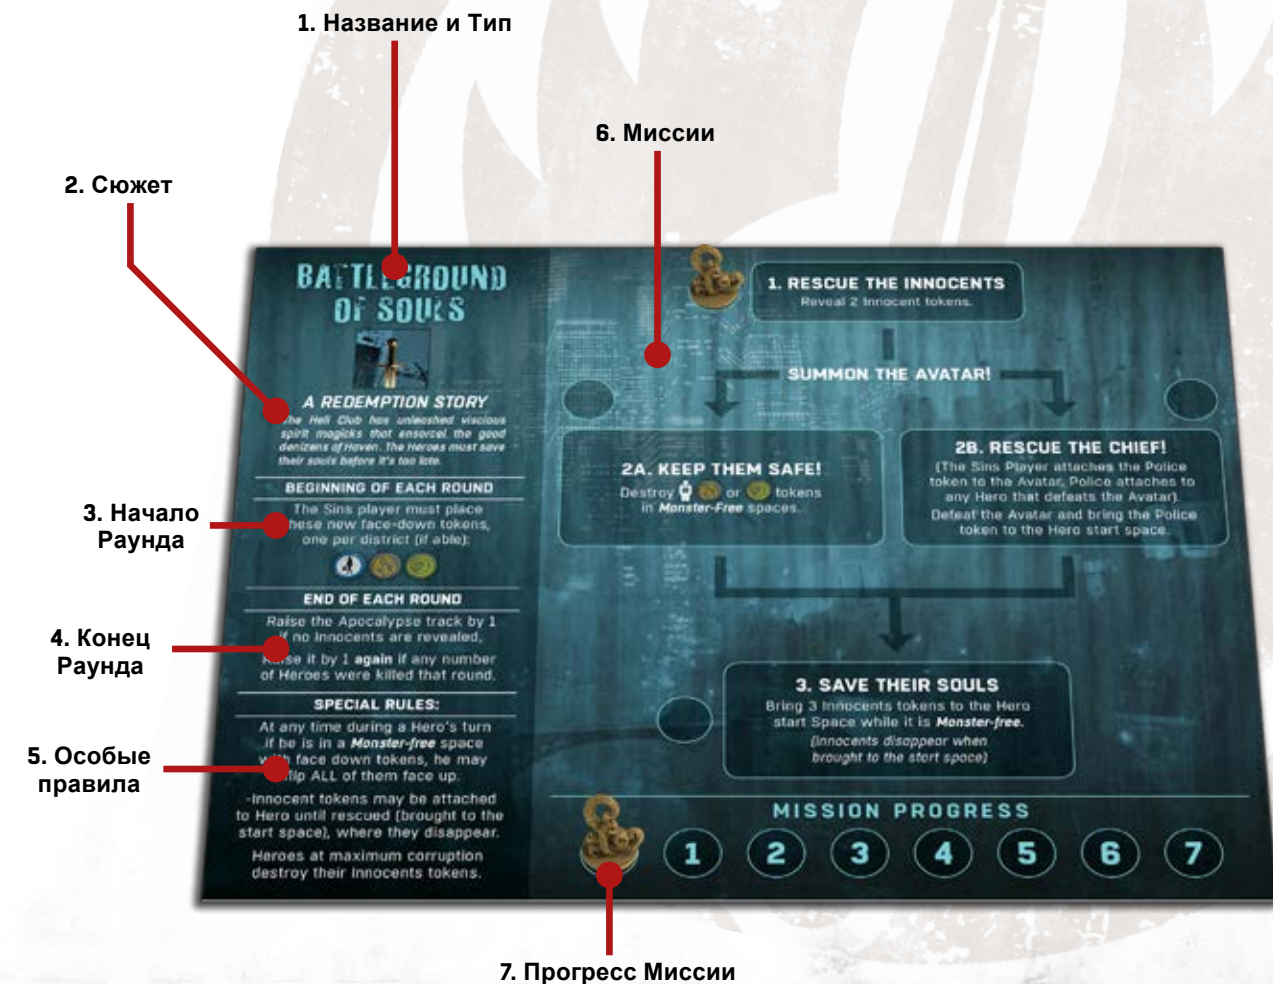 1. Название и Тип
6. Миссии
2. Сюжет
3. Начало
Раунда
4. Конец
Раунда
5. Особые
правила
7. Прогресс Миссии
BATTLEGROUND
OF SOULS
A REDEMPTION STORY
The Hell Club has unleashed viscious
spirit magicks that ensorcel the good
denizens of Haven. The Heroes must save
their souls before it's too late.
BEGINNING OF EACH ROUND
The Sins player must place
these new face-down tokens,
one per district (if able):
END OF EACH ROUND
Raise the Apocalypse track by 1
if no Innocents are revealed.
Raise it by 1 again if any number
of Heroes were killed that round.
SPECIAL RULES:
At any time during a Hero's turn
if he is in a Monster-free space
with face down tokens, he may
flip ALL of them face up.
-Innocent tokens may be attached
to Hero until rescued (brought to the
start space), where they disappear.
Heroes at maximum corruption
destroy their Innocents tokens.
1. RESCUE THE INNOCENTS
Reveal 2 Innocent tokens.
SUMMON THE AVATAR!
2A. KEEP THEM SAFE!
Destroy or tokens
in Monster-Free spaces.
2B. RESCUE THE CHIEF!
(The Sins Player attaches the Police
token to the Avatar, Police attaches to
any Hero that defeats the Avatar).
Defeat the Avatar and bring the Police
token to the Hero start space.
3. SAVE THEIR SOULS
Bring 3 Innocents tokens to the Hero
start Space while it is Monster-free.
(Innocents disappear when
brought to the start space)
MISSION PROGRESS
1 2 3 4 5 6 7